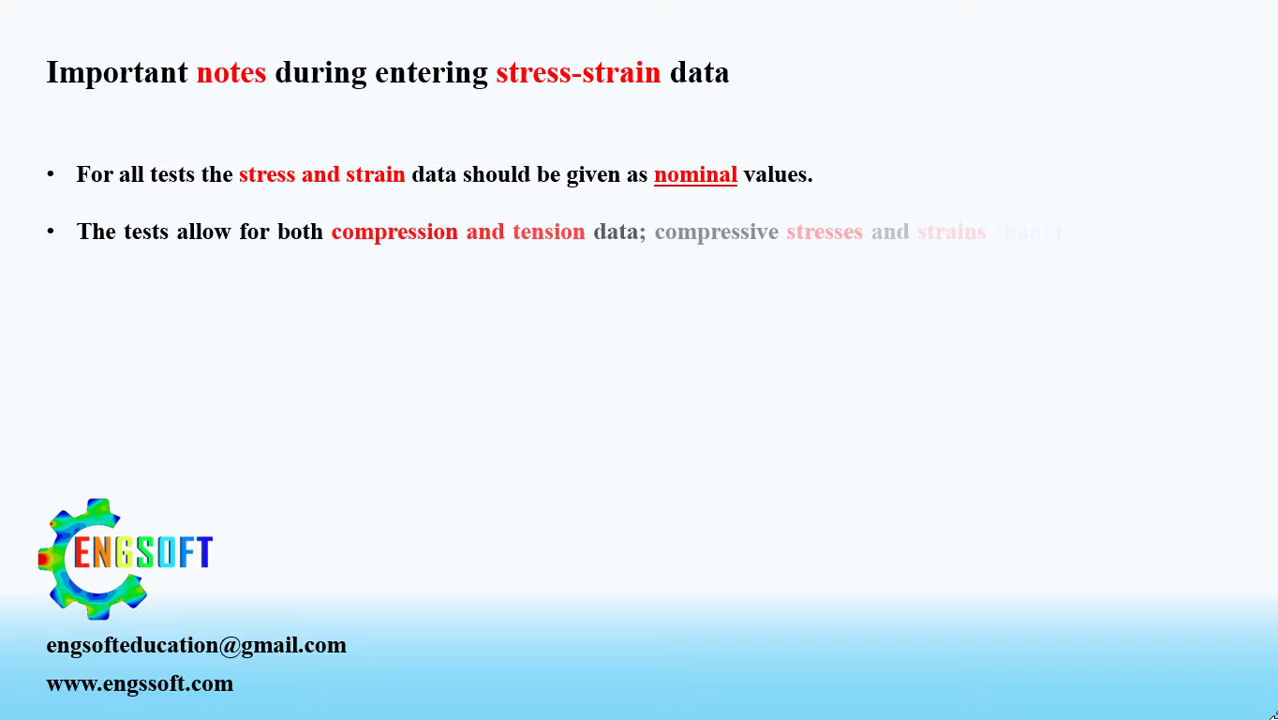 Important notes during entering stress-strain data
• For all tests the stress and strain data should be given as nominal values.
• The tests allow for both compression and tension data; compressive stresses and strains
ENGSOFT
engsofteducation@gmail.com
www.engssoft.com